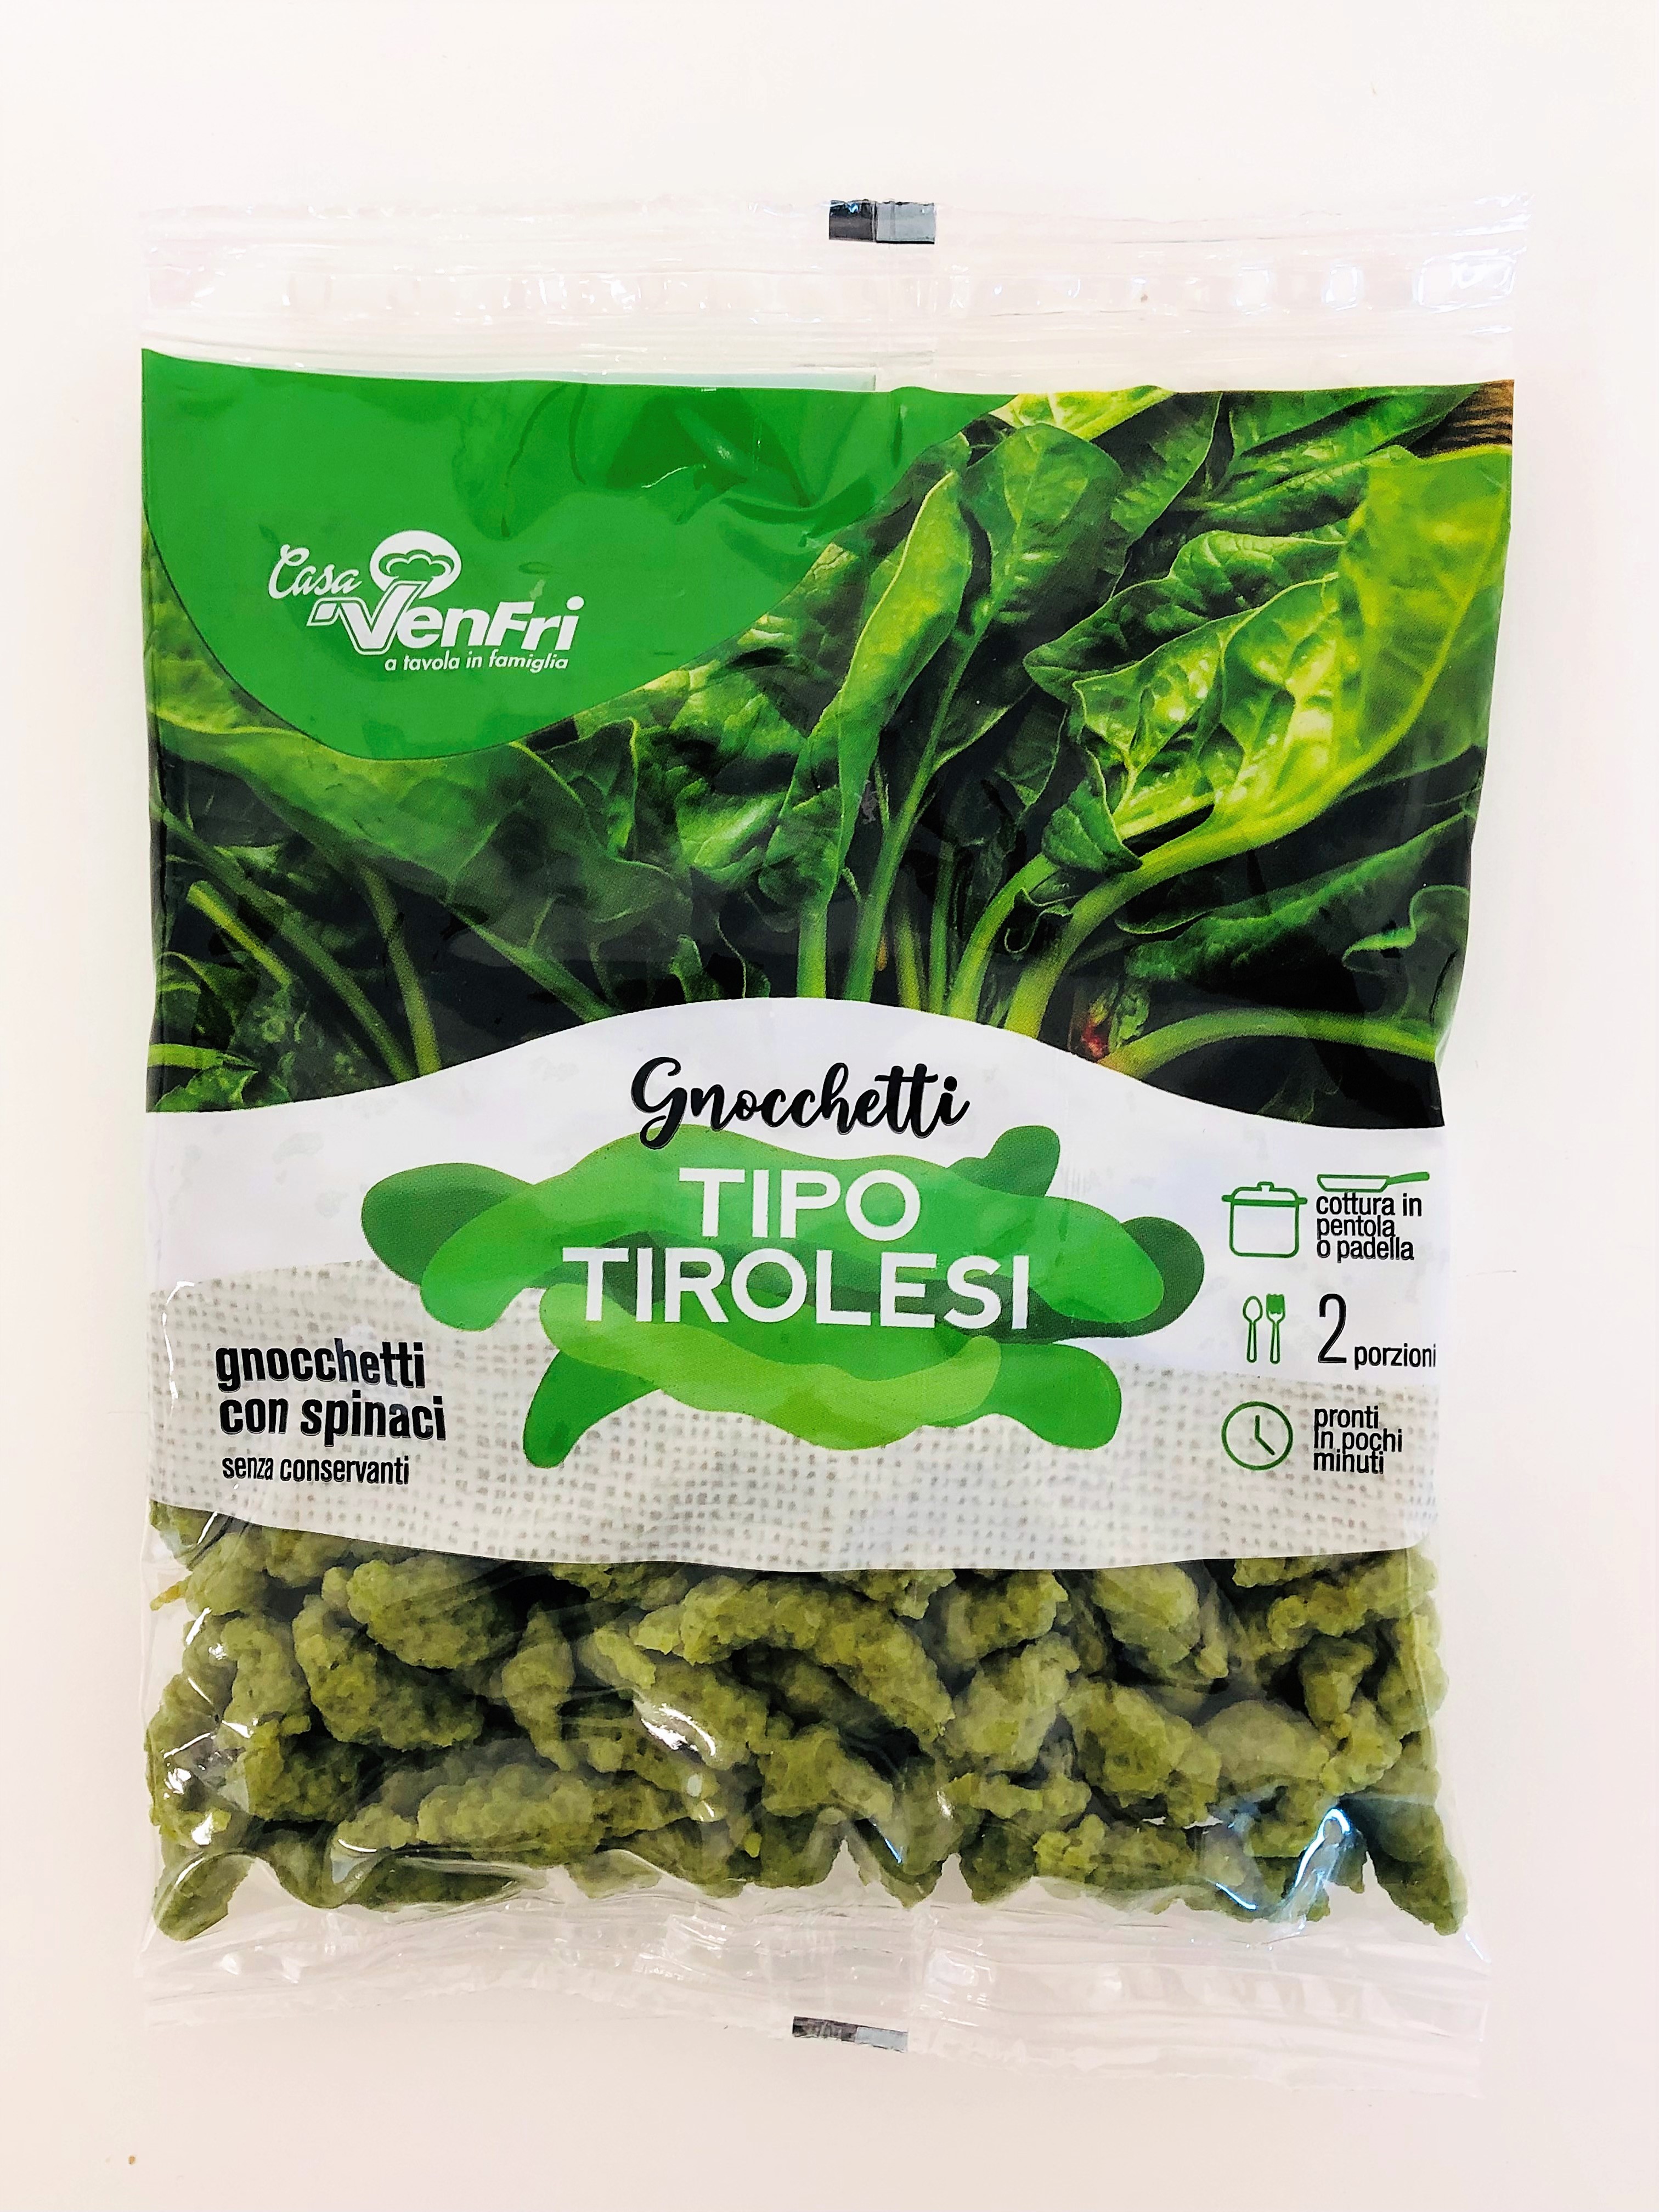 Casa
VenFri
a tavola in famiglia
Gnocchetti
TIPO
TIROLESI
gnocchetti
con spinaci
senza conservanti
cottura in
pentola
o padella
2 porzioni
pronti
in pochi
minuti